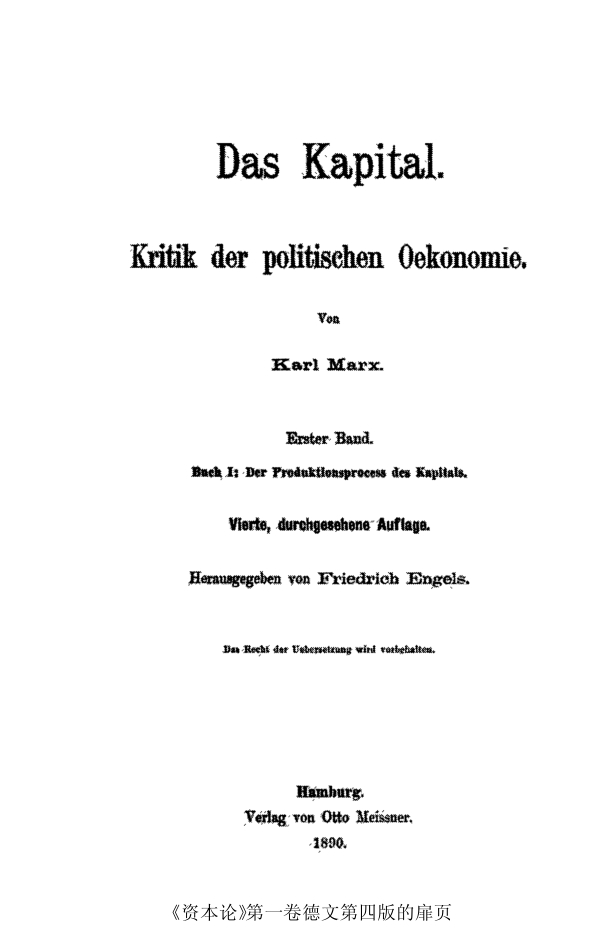 Das Kapital.
Kritik der politischen Oekonomie.
Von
Karl Marx.
Erster Band.
Buch I: Der Produktionsprocess des Kapitals.
Vierte, durchgesehene Auflage.
Herausgegeben von Friedrich Engels.
Das Recht der Uebersetzung wird vorbehalten.
Hamburg.
Verlag von Otto Meissner.
1890.
《资本论》第一卷德文第四版的扉页